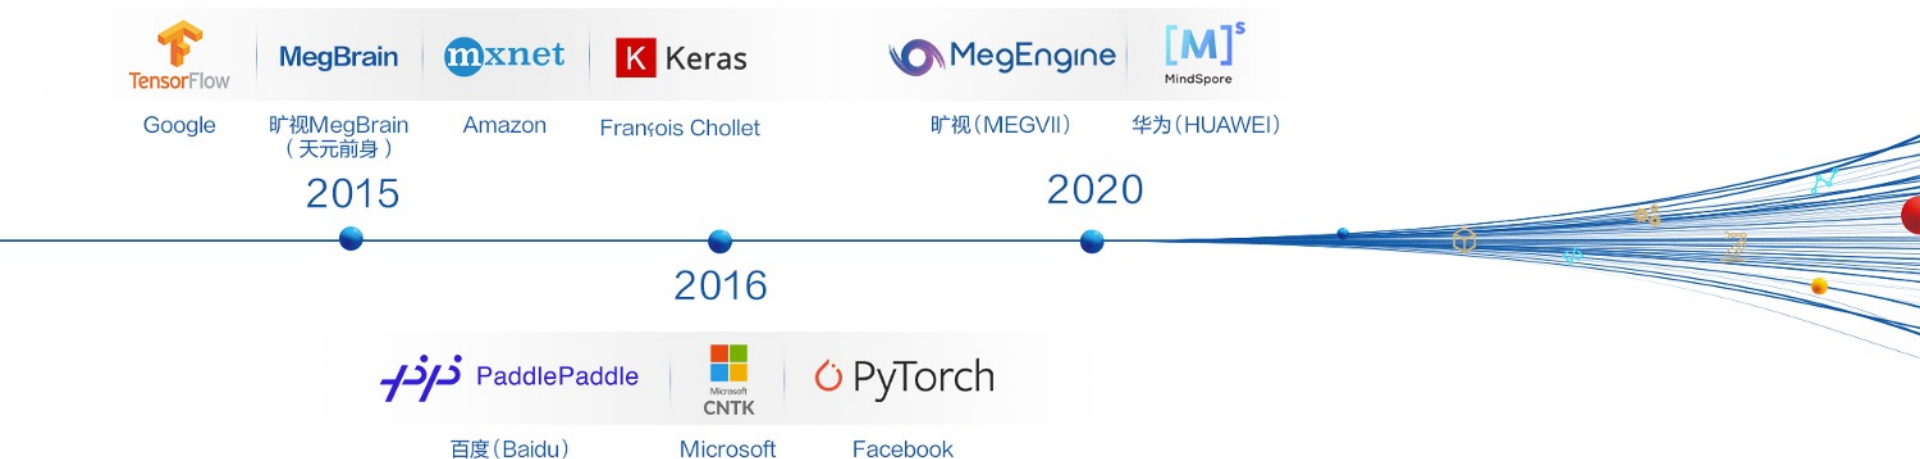 TensorFlow
MegBrain
mxnet
K Keras
MegEngine
[M]s
MindSpore
Google
旷视MegBrain
（天元前身）
Amazon
Franşois Chollet
旷视（MEGVII）
华为（HUAWEI）
2015
2020
2016
PaddlePaddle
Microsoft
CNTK
PyTorch
百度（Baidu）
Microsoft
Facebook